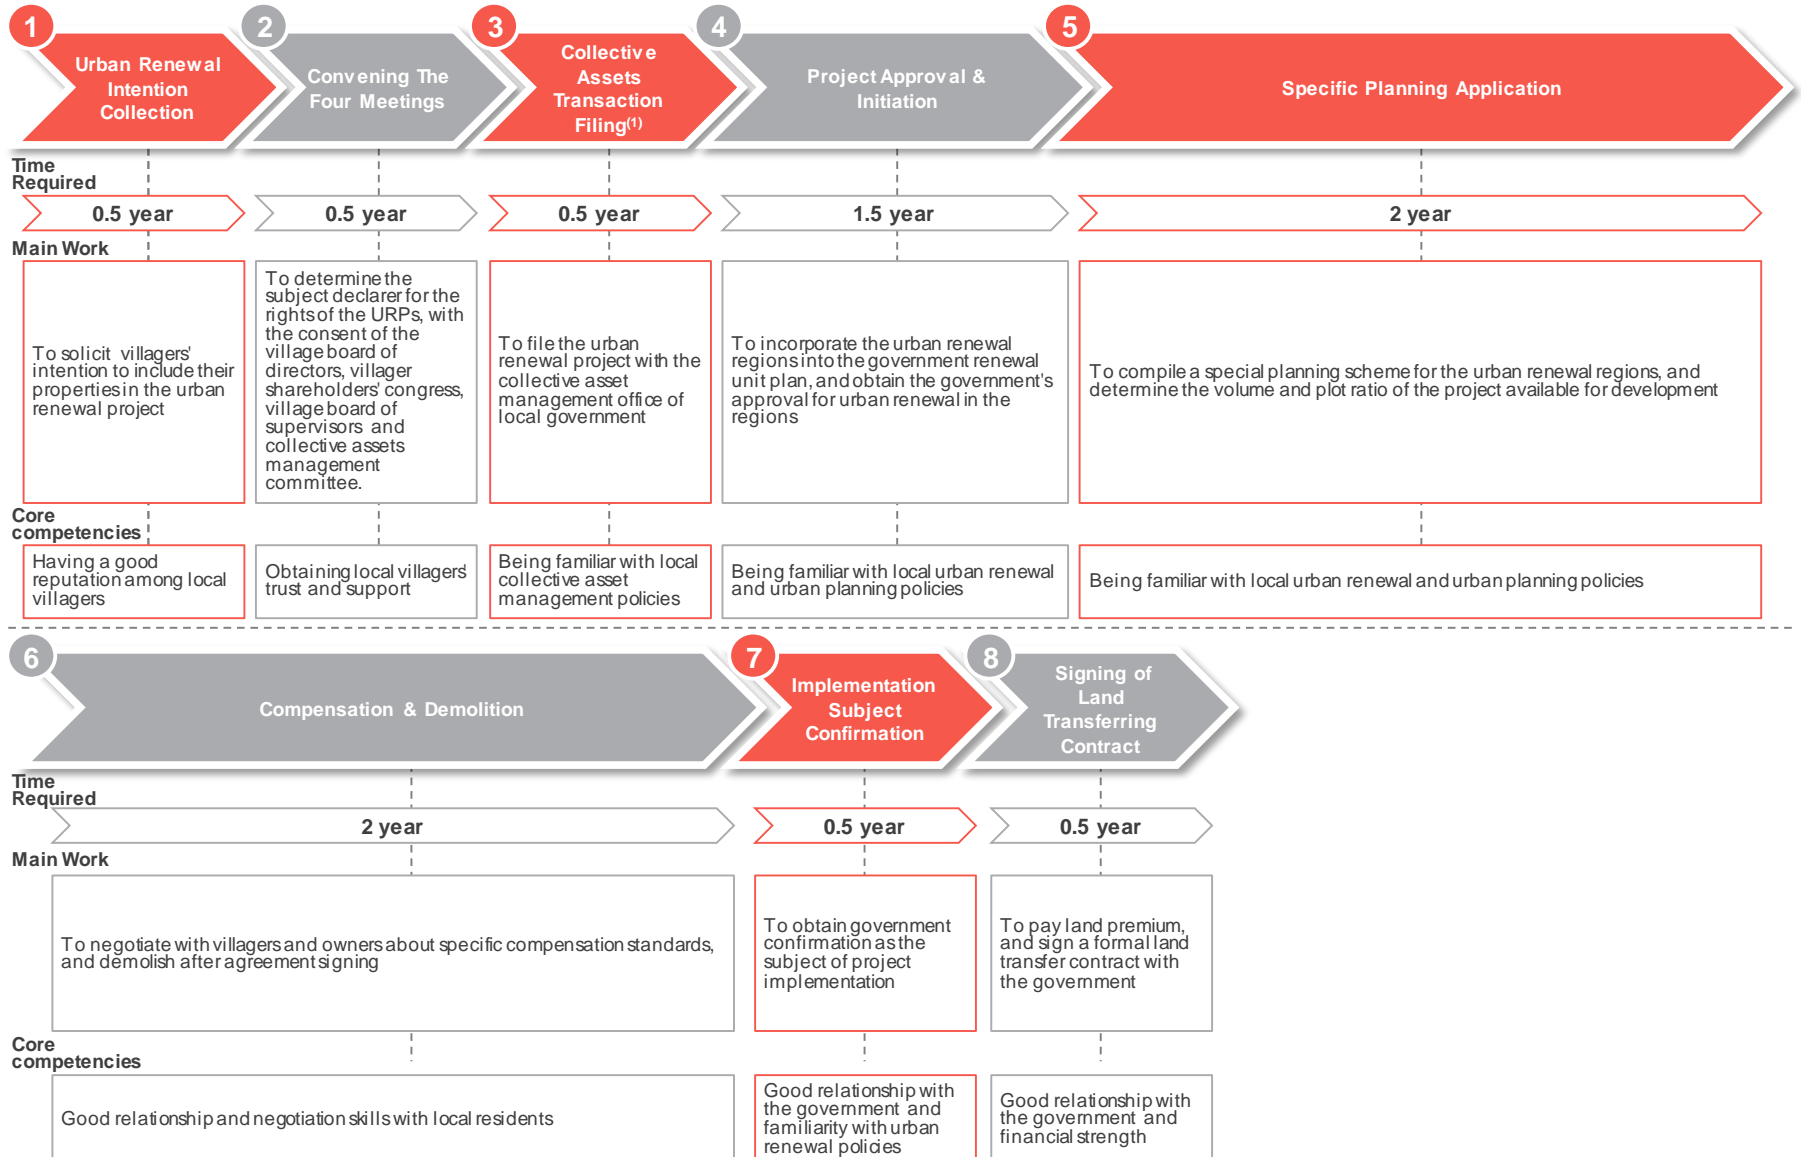 1
Urban Renewal
Intention
Collection
2
Convening The
Four Meetings
3
Collective
Assets
Transaction
Filing(1)
4
Project Approval &
Initiation
5
Specific Planning Application
Time
Required
0.5 year
0.5 year
0.5 year
1.5 year
2 year
Main Work
To solicit villagers'
intention to include their
properties in the urban
renewal project
To determine the
subject declarer for the
rights of the URPs, with
the consent of the
village board of
directors, villager
shareholders' congress,
village board of
supervisors and
collective assets
management
committee.
To file the urban
renewal project with the
collective asset
management office of
local government
To incorporate the urban renewal
regions into the government renewal
unit plan, and obtain the government's
approval for urban renewal in the
regions
To compile a special planning scheme for the urban renewal regions, and
determine the volume and plot ratio of the project available for development
Core
competencies
Having a good
reputation among local
villagers
Obtaining local villagers'
trust and support
Being familiar with local
collective asset
management policies
Being familiar with local urban renewal
and urban planning policies
Being familiar with local urban renewal and urban planning policies
6
Compensation & Demolition
7
Implementation
Subject
Confirmation
8
Signing of
Land
Transferring
Contract
Time
Required
2 year
0.5 year
0.5 year
Main Work
To negotiate with villagers and owners about specific compensation standards,
and demolish after agreement signing
To obtain government
confirmation as the
subject of project
implementation
To pay land premium,
and sign a formal land
transfer contract with
the government
Core
competencies
Good relationship and negotiation skills with local residents
Good relationship with
the government and
familiarity with urban
renewal policies
Good relationship with
the government and
financial strength